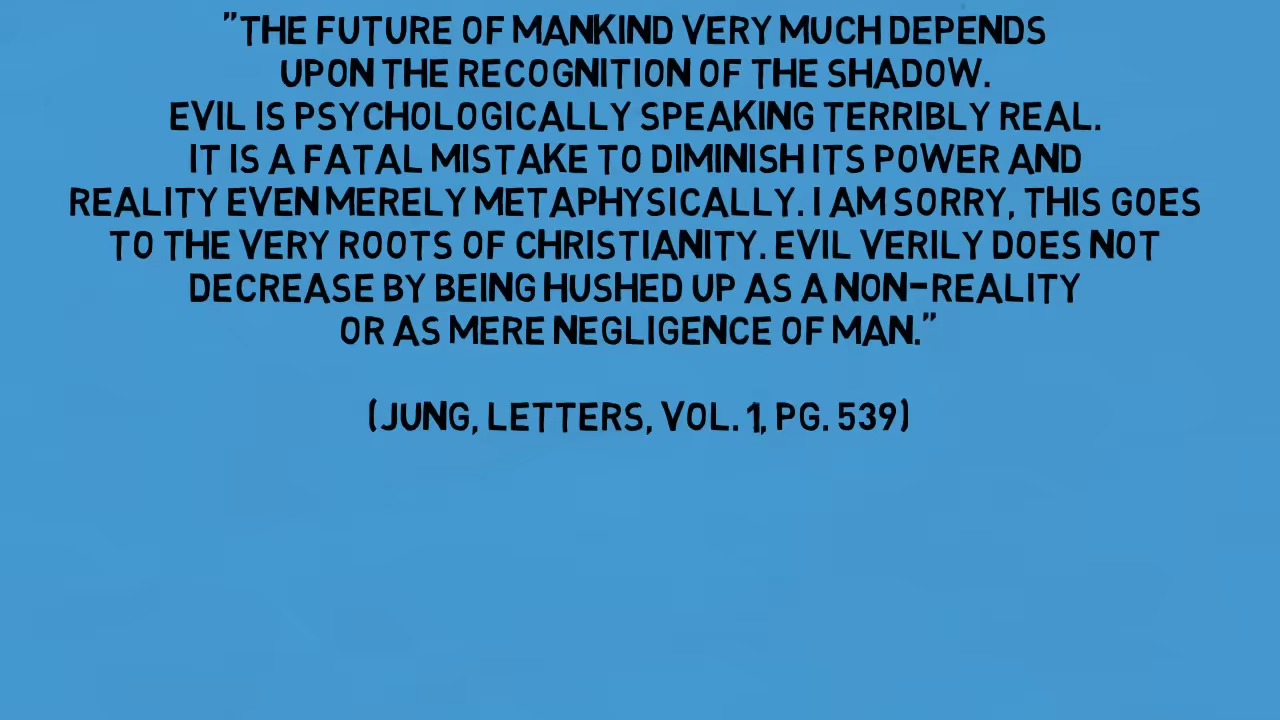 "THE FUTURE OF MANKIND VERY MUCH DEPENDS
UPON THE RECOGNITION OF THE SHADOW.
EVIL IS PSYCHOLOGICALLY SPEAKING TERRIBLY REAL.
IT IS A FATAL MISTAKE TO DIMINISH ITS POWER AND
REALITY EVEN MERELY METAPHYSICALLY. I AM SORRY, THIS GOES
TO THE VERY ROOTS OF CHRISTIANITY. EVIL VERILY DOES NOT
DECREASE BY BEING HUSHED UP AS A NON-REALITY
OR AS MERE NEGLIGENCE OF MAN."
(JUNG, LETTERS, VOL. 1, PG. 539)